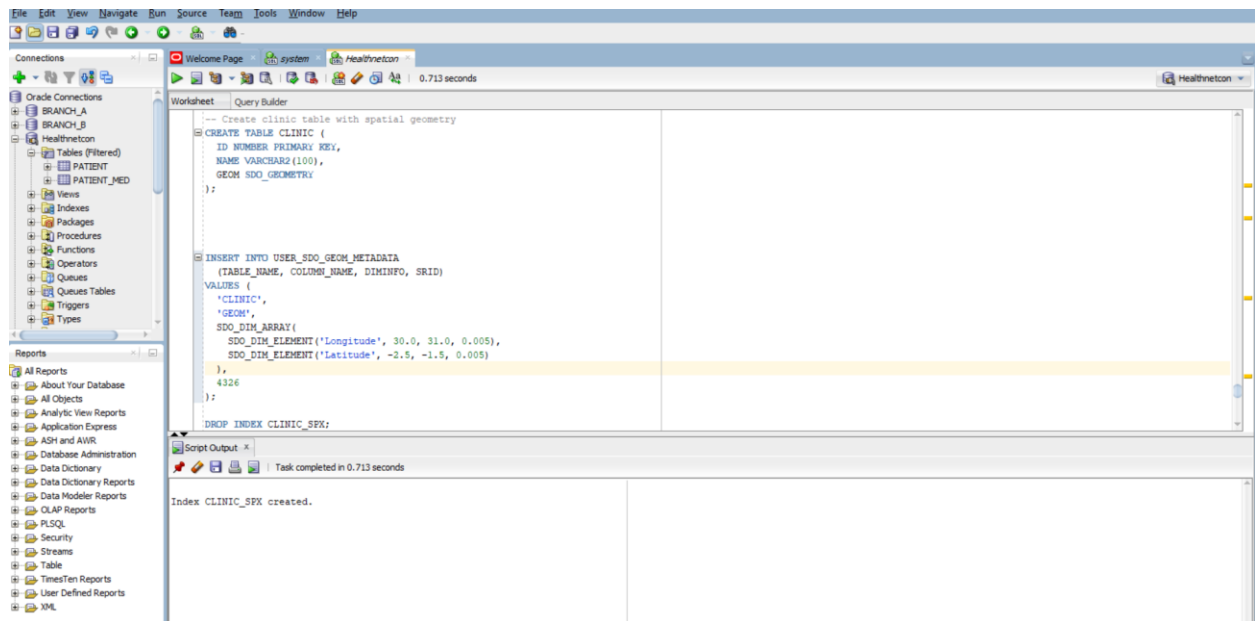 File Edit View Navigate Run Source Team Tools Window Help
Connections
Welcome Page system Healthnetcon
0.713 seconds Healthnetcon
Worksheet Query Builder
Oracle Connections
BRANCH_A
BRANCH_B
Healthnetcon
Tables (Filtered)
PATIENT
PATIENT_MED
Views
Indexes
Packages
Procedures
Functions
Operators
Queues
Queues Tables
Triggers
Types
-- Create clinic table with spatial geometry
CREATE TABLE CLINIC (
ID NUMBER PRIMARY KEY,
NAME VARCHAR2(100),
GEOM SDO_GEOMETRY
);
INSERT INTO USER_SDO_GEOM_METADATA
(TABLE_NAME, COLUMN_NAME, DIMINFO, SRID)
VALUES (
'CLINIC',
'GEOM',
SDO_DIM_ARRAY(
SDO_DIM_ELEMENT('Longitude', 30.0, 31.0, 0.005),
SDO_DIM_ELEMENT('Latitude', -2.5, -1.5, 0.005)
),
4326
);
DROP INDEX CLINIC_SPX;
Reports
All Reports
About Your Database
All Objects
Analytic View Reports
Application Express
ASH and AWR
Database Administration
Data Dictionary
Data Dictionary Reports
Data Modeler Reports
OLAP Reports
PLSQL
Security
Streams
Table
TimesTen Reports
User Defined Reports
XML
Script Output
Task completed in 0.713 seconds
Index CLINIC_SPX created.